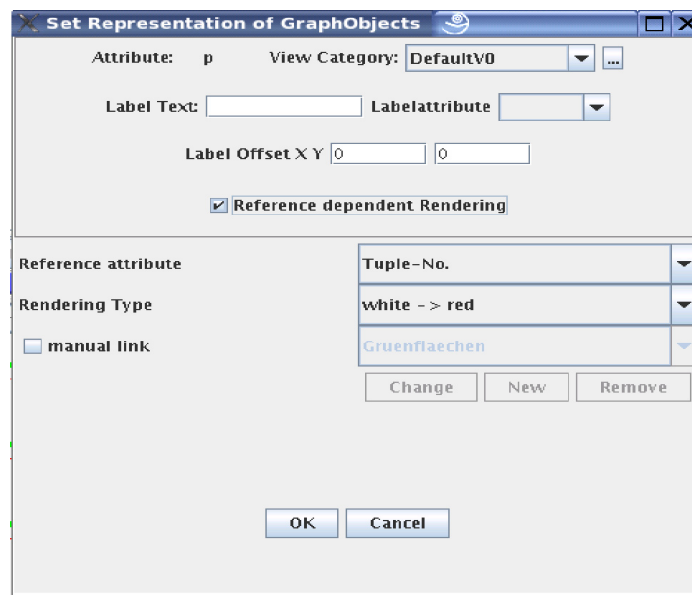 Set Representation of GraphObjects
Attribute: p View Category: DefaultV0 ...
Label Text: Labelattribute
Label Offset X Y 0 0
Reference dependent Rendering
Reference attribute Tuple-No.
Rendering Type white -> red
manual link Gruenflaechen
Change New Remove
OK Cancel